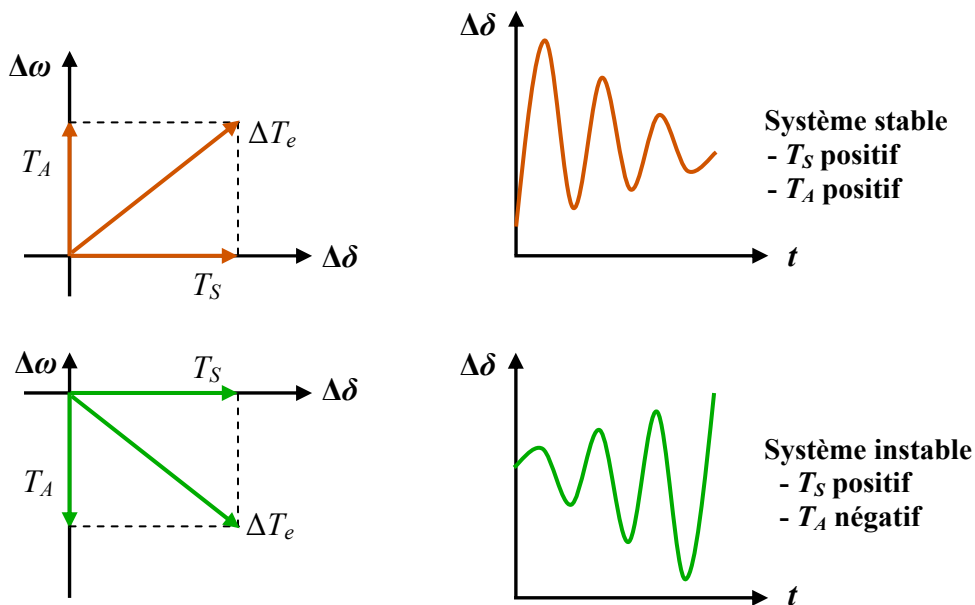 Δω
T_A
ΔT_e
Δδ
T_S
Δδ
t
Système stable
- T_S positif
- T_A positif
Δω
T_S
Δδ
T_A
ΔT_e
Δδ
t
Système instable
- T_S positif
- T_A négatif